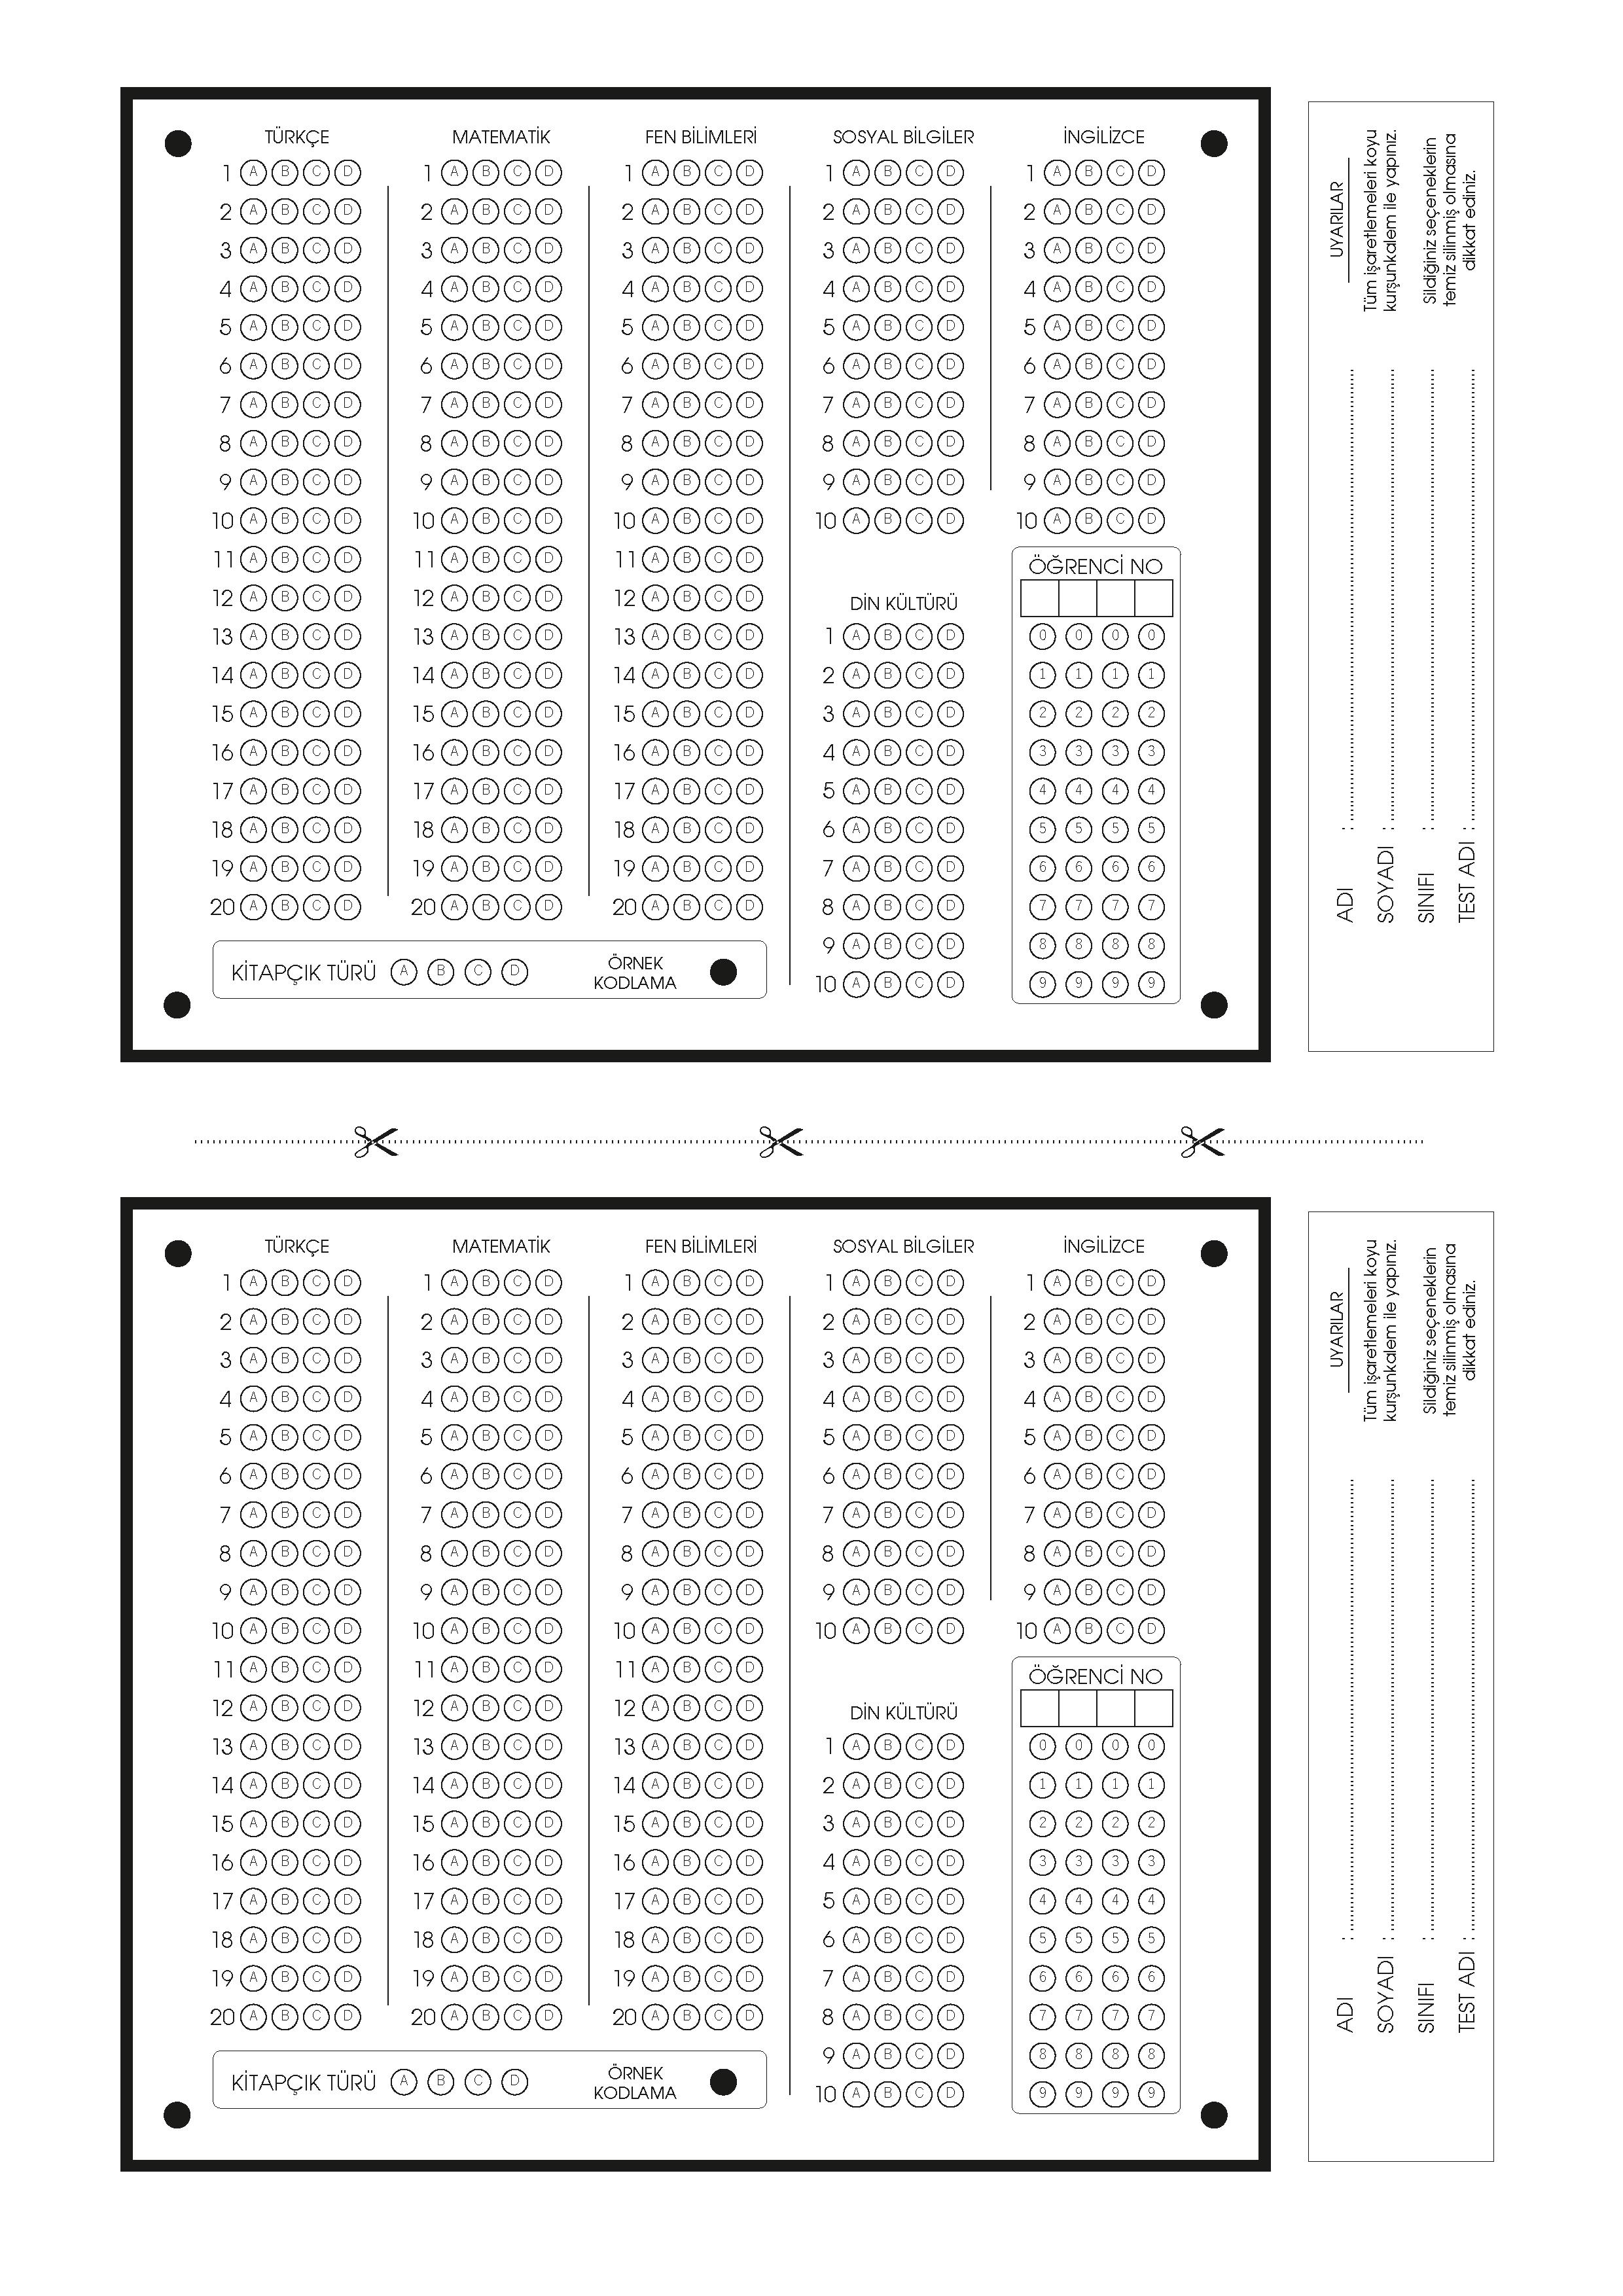 TÜRKÇE MATEMATİK FEN BİLİMLERİ SOSYAL BİLGİLER İNGİLİZCE
1 A B C D 1 A B C D 1 A B C D 1 A B C D 1 A B C D
2 A B C D 2 A B C D 2 A B C D 2 A B C D 2 A B C D
3 A B C D 3 A B C D 3 A B C D 3 A B C D 3 A B C D
4 A B C D 4 A B C D 4 A B C D 4 A B C D 4 A B C D
5 A B C D 5 A B C D 5 A B C D 5 A B C D 5 A B C D
6 A B C D 6 A B C D 6 A B C D 6 A B C D 6 A B C D
7 A B C D 7 A B C D 7 A B C D 7 A B C D 7 A B C D
8 A B C D 8 A B C D 8 A B C D 8 A B C D 8 A B C D
9 A B C D 9 A B C D 9 A B C D 9 A B C D 9 A B C D
10 A B C D 10 A B C D 10 A B C D 10 A B C D 10 A B C D
11 A B C D 11 A B C D 11 A B C D ÖĞRENCİ NO
12 A B C D 12 A B C D 12 A B C D DİN KÜLTÜRÜ
13 A B C D 13 A B C D 13 A B C D 1 A B C D 0 0 0 0
14 A B C D 14 A B C D 14 A B C D 2 A B C D 1 1 1 1
15 A B C D 15 A B C D 15 A B C D 3 A B C D 2 2 2 2
16 A B C D 16 A B C D 16 A B C D 4 A B C D 3 3 3 3
17 A B C D 17 A B C D 17 A B C D 5 A B C D 4 4 4 4
18 A B C D 18 A B C D 18 A B C D 6 A B C D 5 5 5 5
19 A B C D 19 A B C D 19 A B C D 7 A B C D 6 6 6 6
20 A B C D 20 A B C D 20 A B C D 8 A B C D 7 7 7 7
9 A B C D 8 8 8 8
KİTAPÇIK TÜRÜ A B C D ÖRNEK
KODLAMA
10 A B C D 9 9 9 9
UYARILAR
Tüm işaretlemeleri koyu
kurşunkalem ile yapınız.
Sildiğiniz seçeneklerin
temiz silinmiş olmasına
dikkat ediniz.
ADI :
SOYADI :
SINIFI :
TEST ADI :
TÜRKÇE MATEMATİK FEN BİLİMLERİ SOSYAL BİLGİLER İNGİLİZCE
1 A B C D 1 A B C D 1 A B C D 1 A B C D 1 A B C D
2 A B C D 2 A B C D 2 A B C D 2 A B C D 2 A B C D
3 A B C D 3 A B C D 3 A B C D 3 A B C D 3 A B C D
4 A B C D 4 A B C D 4 A B C D 4 A B C D 4 A B C D
5 A B C D 5 A B C D 5 A B C D 5 A B C D 5 A B C D
6 A B C D 6 A B C D 6 A B C D 6 A B C D 6 A B C D
7 A B C D 7 A B C D 7 A B C D 7 A B C D 7 A B C D
8 A B C D 8 A B C D 8 A B C D 8 A B C D 8 A B C D
9 A B C D 9 A B C D 9 A B C D 9 A B C D 9 A B C D
10 A B C D 10 A B C D 10 A B C D 10 A B C D 10 A B C D
11 A B C D 11 A B C D 11 A B C D ÖĞRENCİ NO
12 A B C D 12 A B C D 12 A B C D DİN KÜLTÜRÜ
13 A B C D 13 A B C D 13 A B C D 1 A B C D 0 0 0 0
14 A B C D 14 A B C D 14 A B C D 2 A B C D 1 1 1 1
15 A B C D 15 A B C D 15 A B C D 3 A B C D 2 2 2 2
16 A B C D 16 A B C D 16 A B C D 4 A B C D 3 3 3 3
17 A B C D 17 A B C D 17 A B C D 5 A B C D 4 4 4 4
18 A B C D 18 A B C D 18 A B C D 6 A B C D 5 5 5 5
19 A B C D 19 A B C D 19 A B C D 7 A B C D 6 6 6 6
20 A B C D 20 A B C D 20 A B C D 8 A B C D 7 7 7 7
9 A B C D 8 8 8 8
KİTAPÇIK TÜRÜ A B C D ÖRNEK
KODLAMA
10 A B C D 9 9 9 9
UYARILAR
Tüm işaretlemeleri koyu
kurşunkalem ile yapınız.
Sildiğiniz seçeneklerin
temiz silinmiş olmasına
dikkat ediniz.
ADI :
SOYADI :
SINIFI :
TEST ADI :